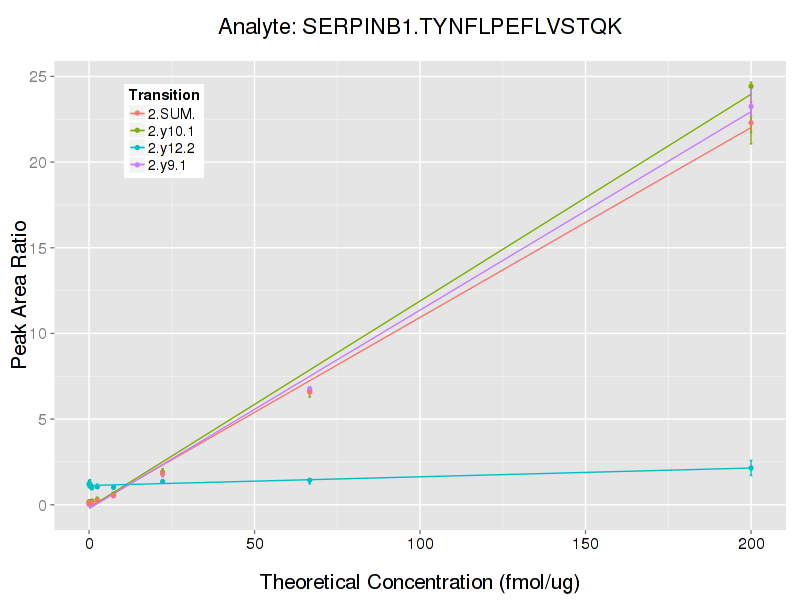 Analyte: SERPINB1.TYNFLPEFLVSTQK
25
20
15
10
5
0
Peak Area Ratio
Transition
2.SUM.
2.y10.1
2.y12.2
2.y9.1
0 50 100 150 200
Theoretical Concentration (fmol/ug)